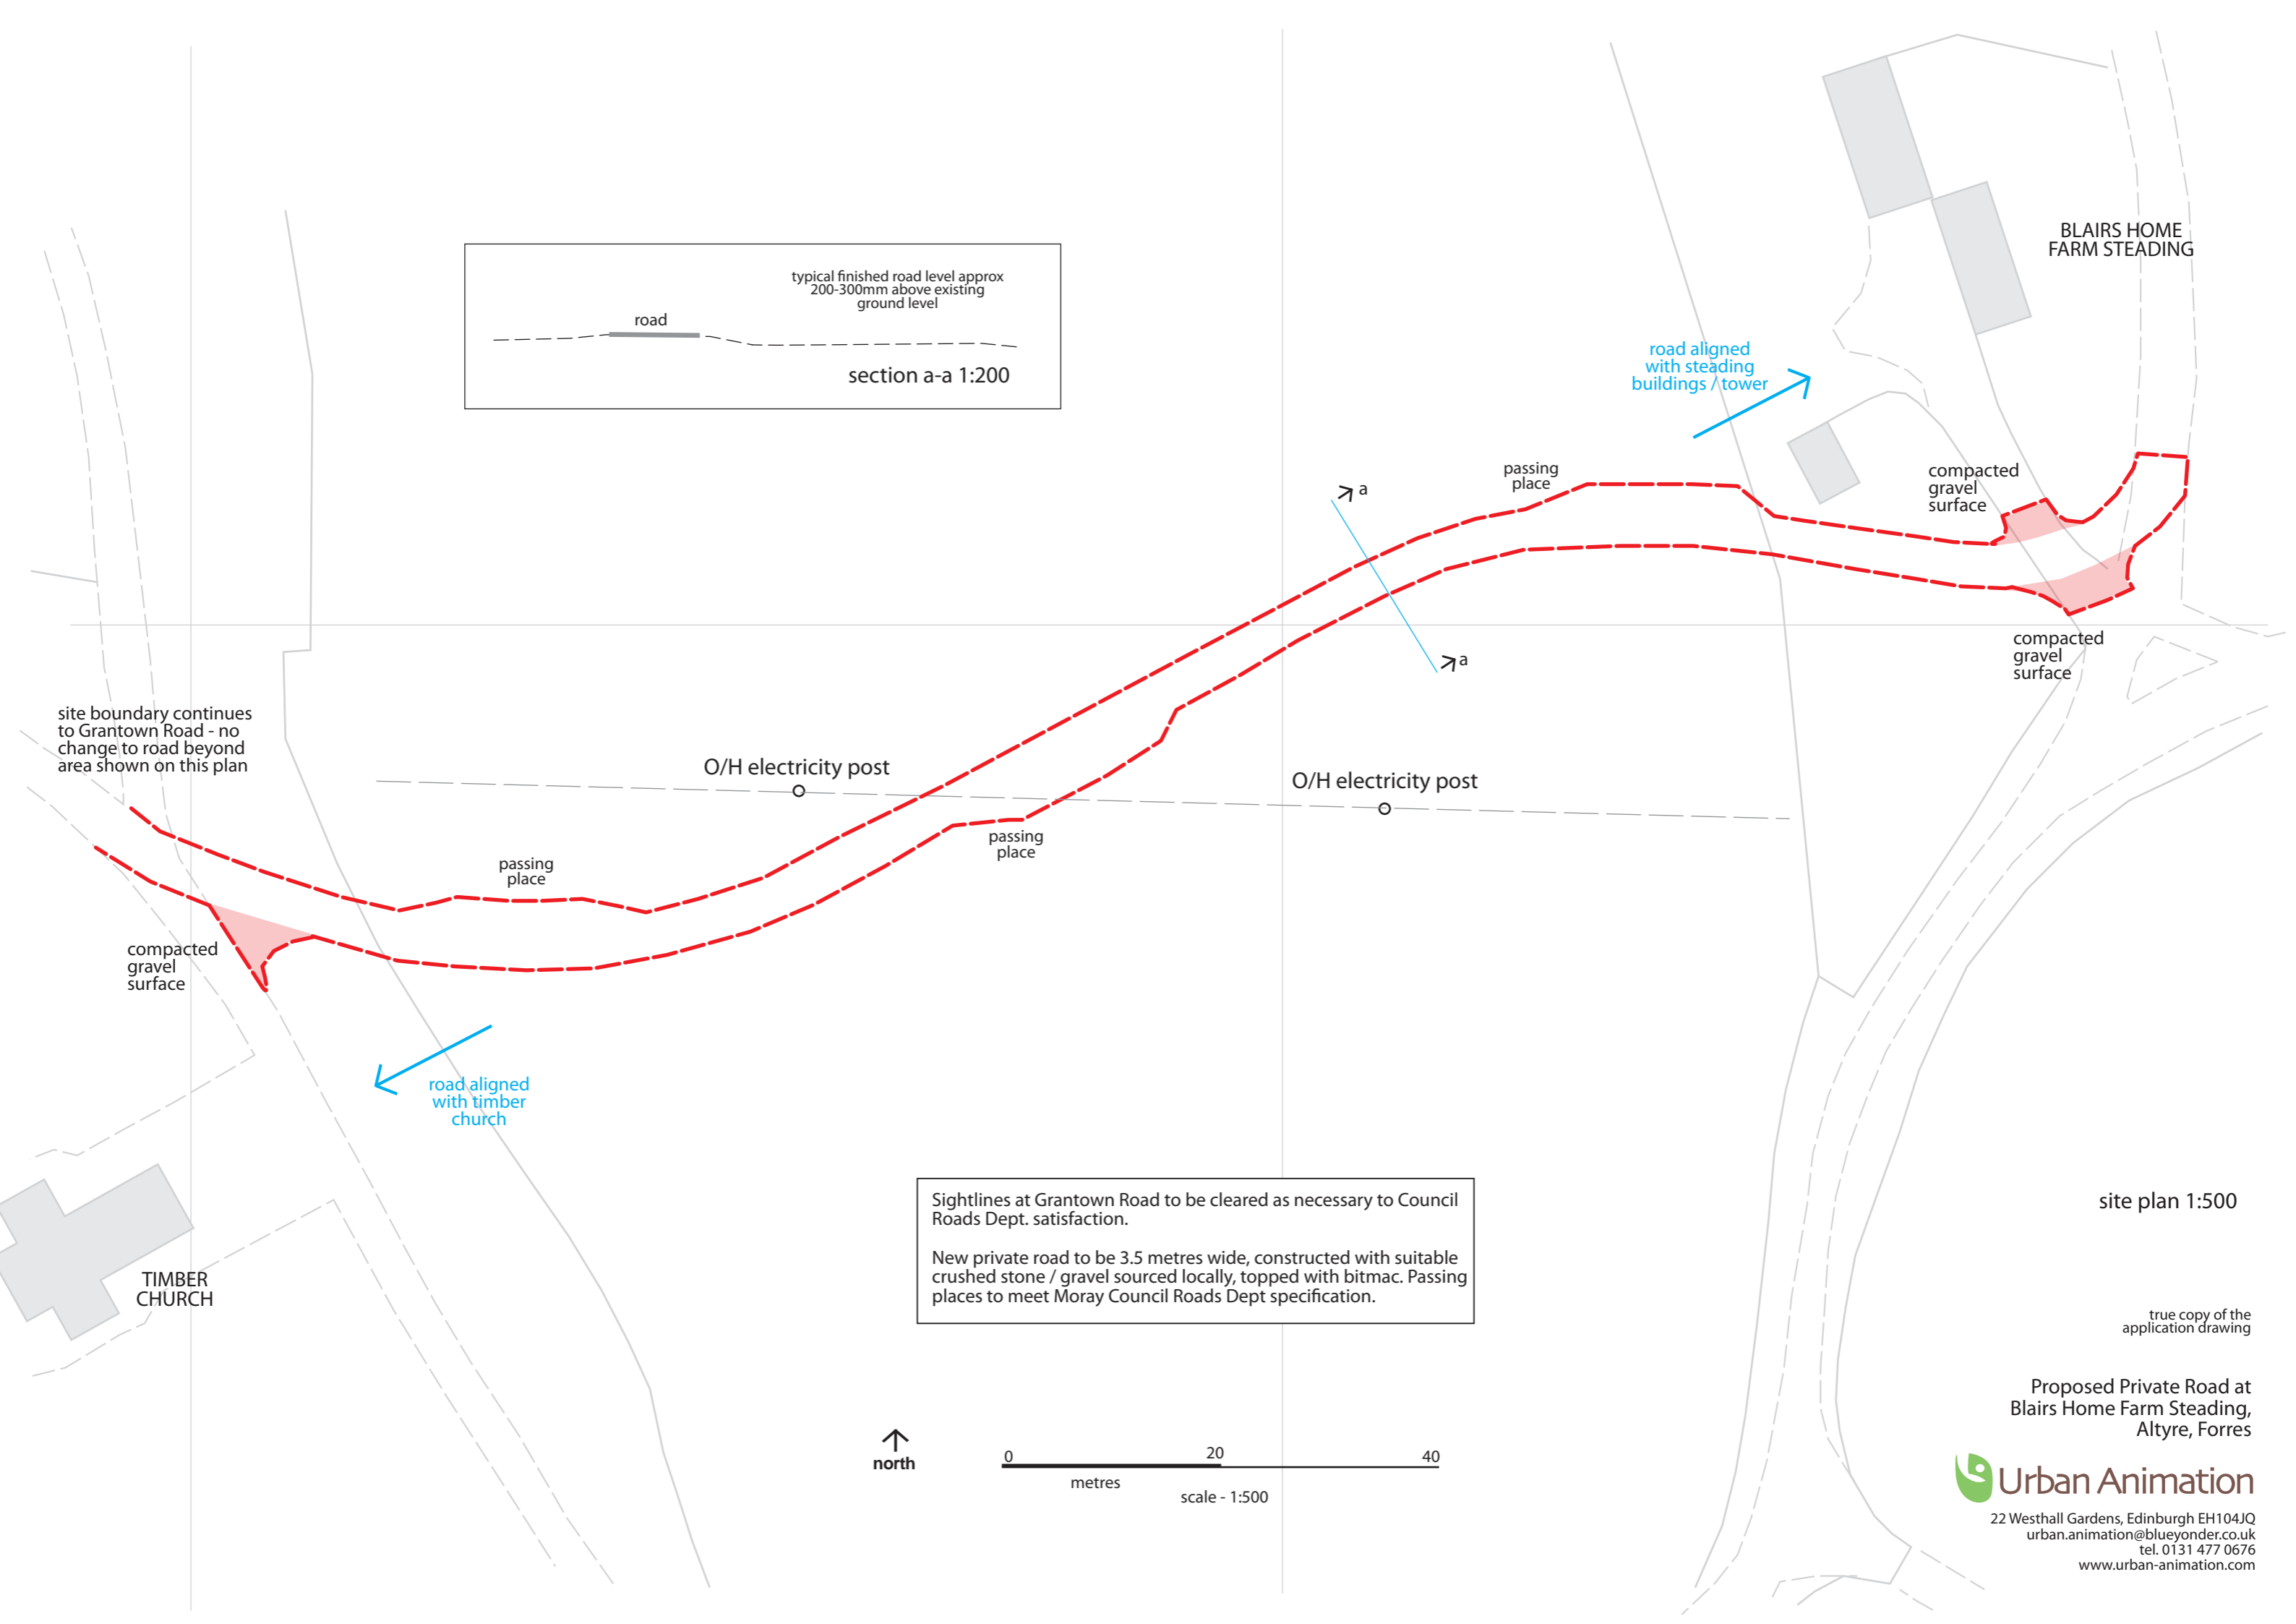 typical finished road level approx
200-300mm above existing
ground level
road
section a-a 1:200
BLAIRS HOME
FARM STEADING
road aligned
with steading
buildings / tower
passing
place
compacted
gravel
surface
a
a
compacted
gravel
surface
site boundary continues
to Grantown Road - no
change to road beyond
area shown on this plan
O/H electricity post
O/H electricity post
passing
place
passing
place
compacted
gravel
surface
road aligned
with timber
church
TIMBER
CHURCH
Sightlines at Grantown Road to be cleared as necessary to Council
Roads Dept. satisfaction.
New private road to be 3.5 metres wide, constructed with suitable
crushed stone / gravel sourced locally, topped with bitmac. Passing
places to meet Moray Council Roads Dept specification.
site plan 1:500
true copy of the
application drawing
Proposed Private Road at
Blairs Home Farm Steading,
Altyre, Forres
north
0 20 40
metres
scale - 1:500
Urban Animation
22 Westhall Gardens, Edinburgh EH104JQ
urban.animation@blueyonder.co.uk
tel. 0131 477 0676
www.urban-animation.com